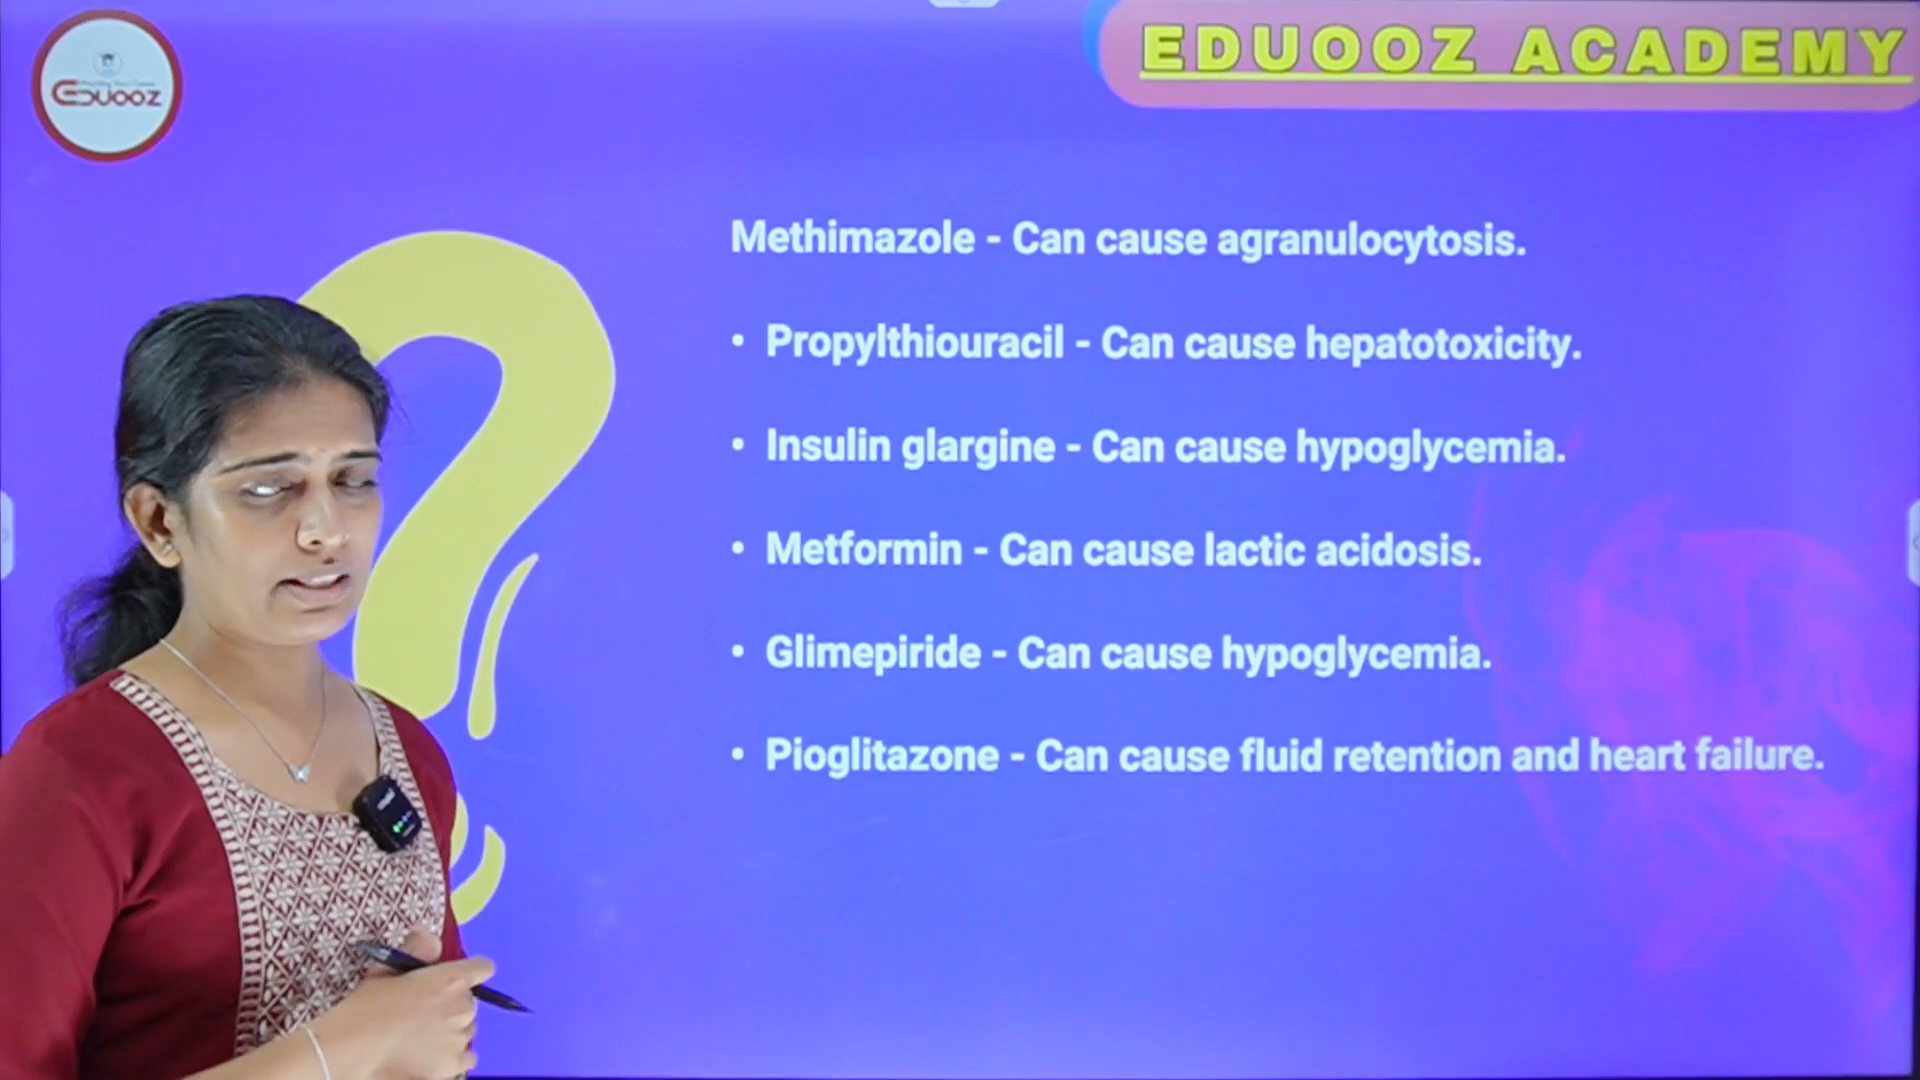 EDUOOZ
EDUOOZ ACADEMY
Methimazole - Can cause agranulocytosis.
• Propylthiouracil - Can cause hepatotoxicity.
• Insulin glargine - Can cause hypoglycemia.
• Metformin - Can cause lactic acidosis.
• Glimepiride - Can cause hypoglycemia.
• Pioglitazone - Can cause fluid retention and heart failure.